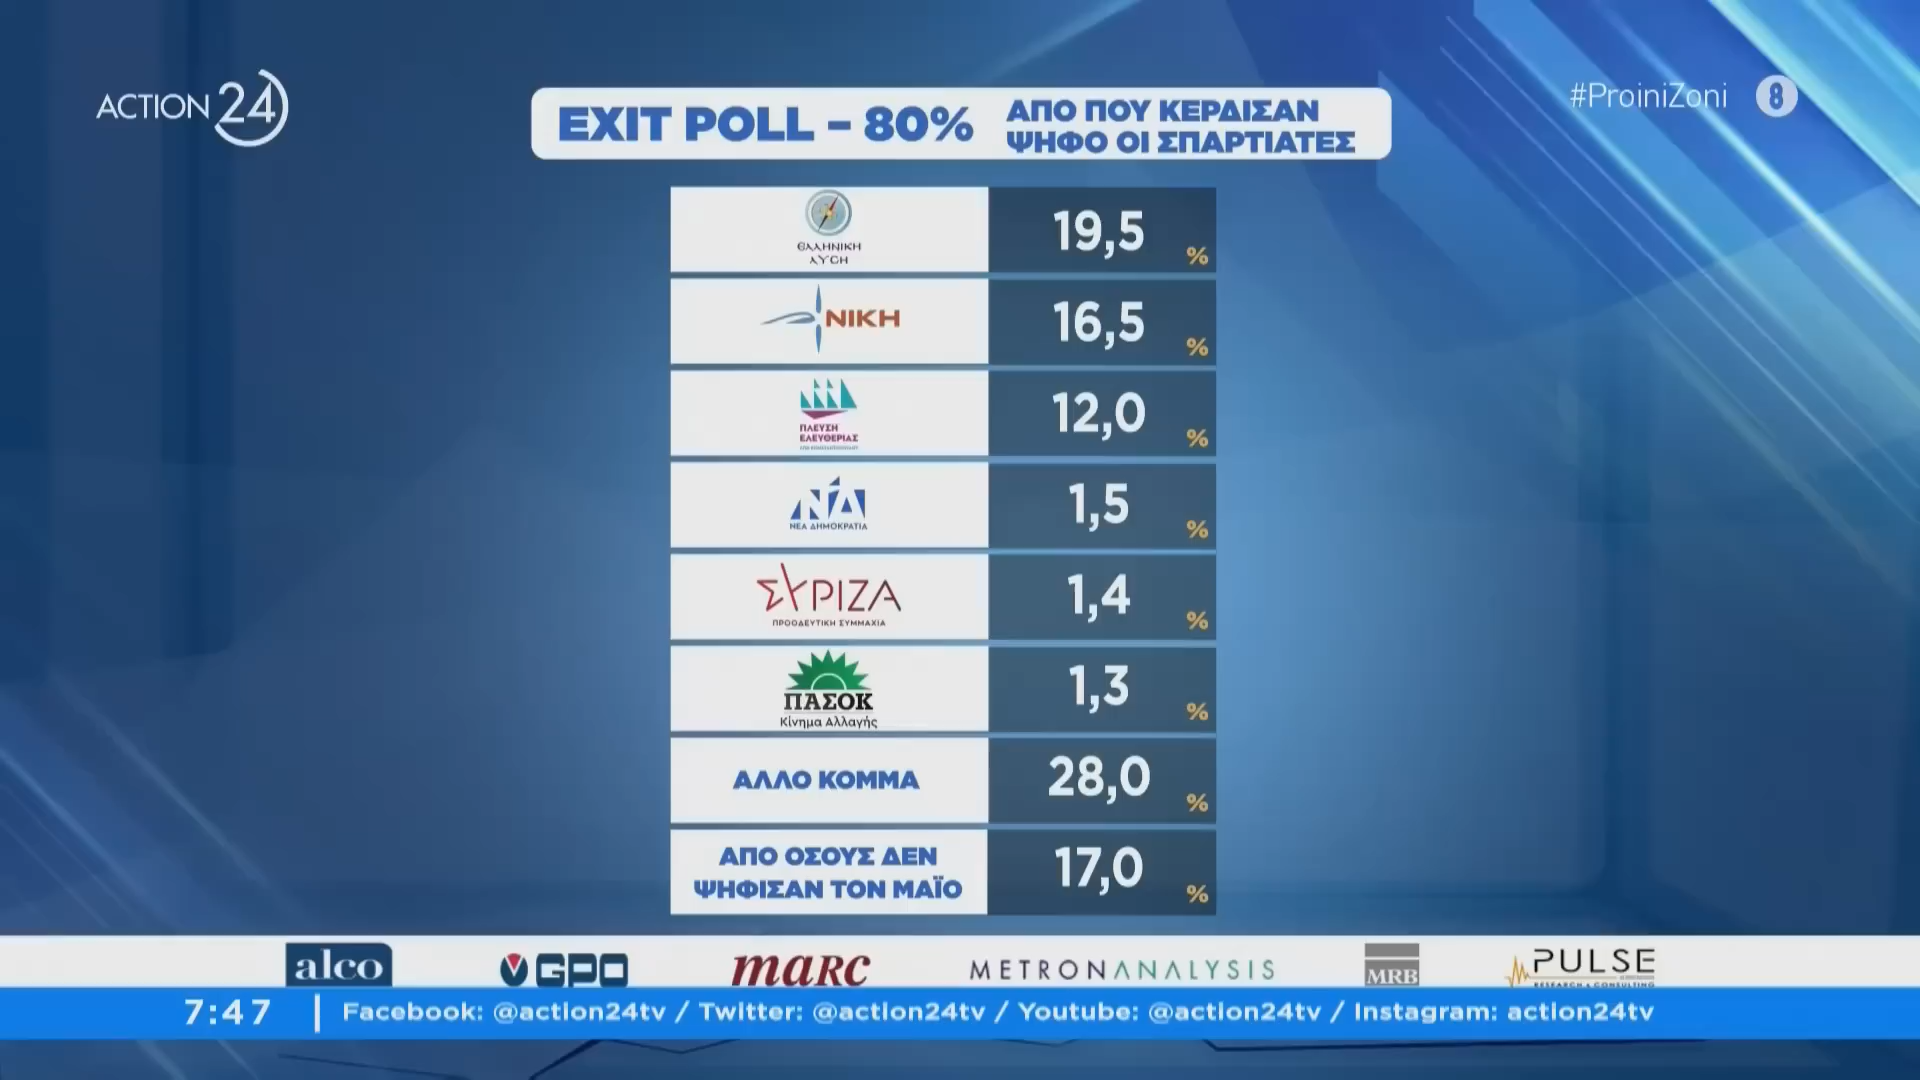 ACTION 24
#ProiniZoni 8
EXIT POLL – 80%
ΑΠΟ ΠΟΥ ΚΕΡΔΙΣΑΝ
ΨΗΦΟ ΟΙ ΣΠΑΡΤΙΑΤΕΣ
ΕΛΛΗΝΙΚΗ
ΛΥΣΗ
19,5 %
ΝΙΚΗ
16,5 %
ΠΛΕΥΣΗ
ΕΛΕΥΘΕΡΙΑΣ
12,0 %
ΝΔ
ΝΕΑ ΔΗΜΟΚΡΑΤΙΑ
1,5 %
ΣΥΡΙΖΑ
ΠΡΟΟΔΕΥΤΙΚΗ ΣΥΜΜΑΧΙΑ
1,4 %
ΠΑΣΟΚ
Κίνημα Αλλαγής
1,3 %
ΑΛΛΟ ΚΟΜΜΑ
28,0 %
ΑΠΟ ΟΣΟΥΣ ΔΕΝ
ΨΗΦΙΣΑΝ ΤΟΝ ΜΑΪΟ
17,0 %
alco GPO marc METRONANALYSIS MRB PULSE
RESEARCH & CONSULTING
7:47 | Facebook: @action24tv / Twitter: @action24tv / Youtube: @action24tv / Instagram: action24tv